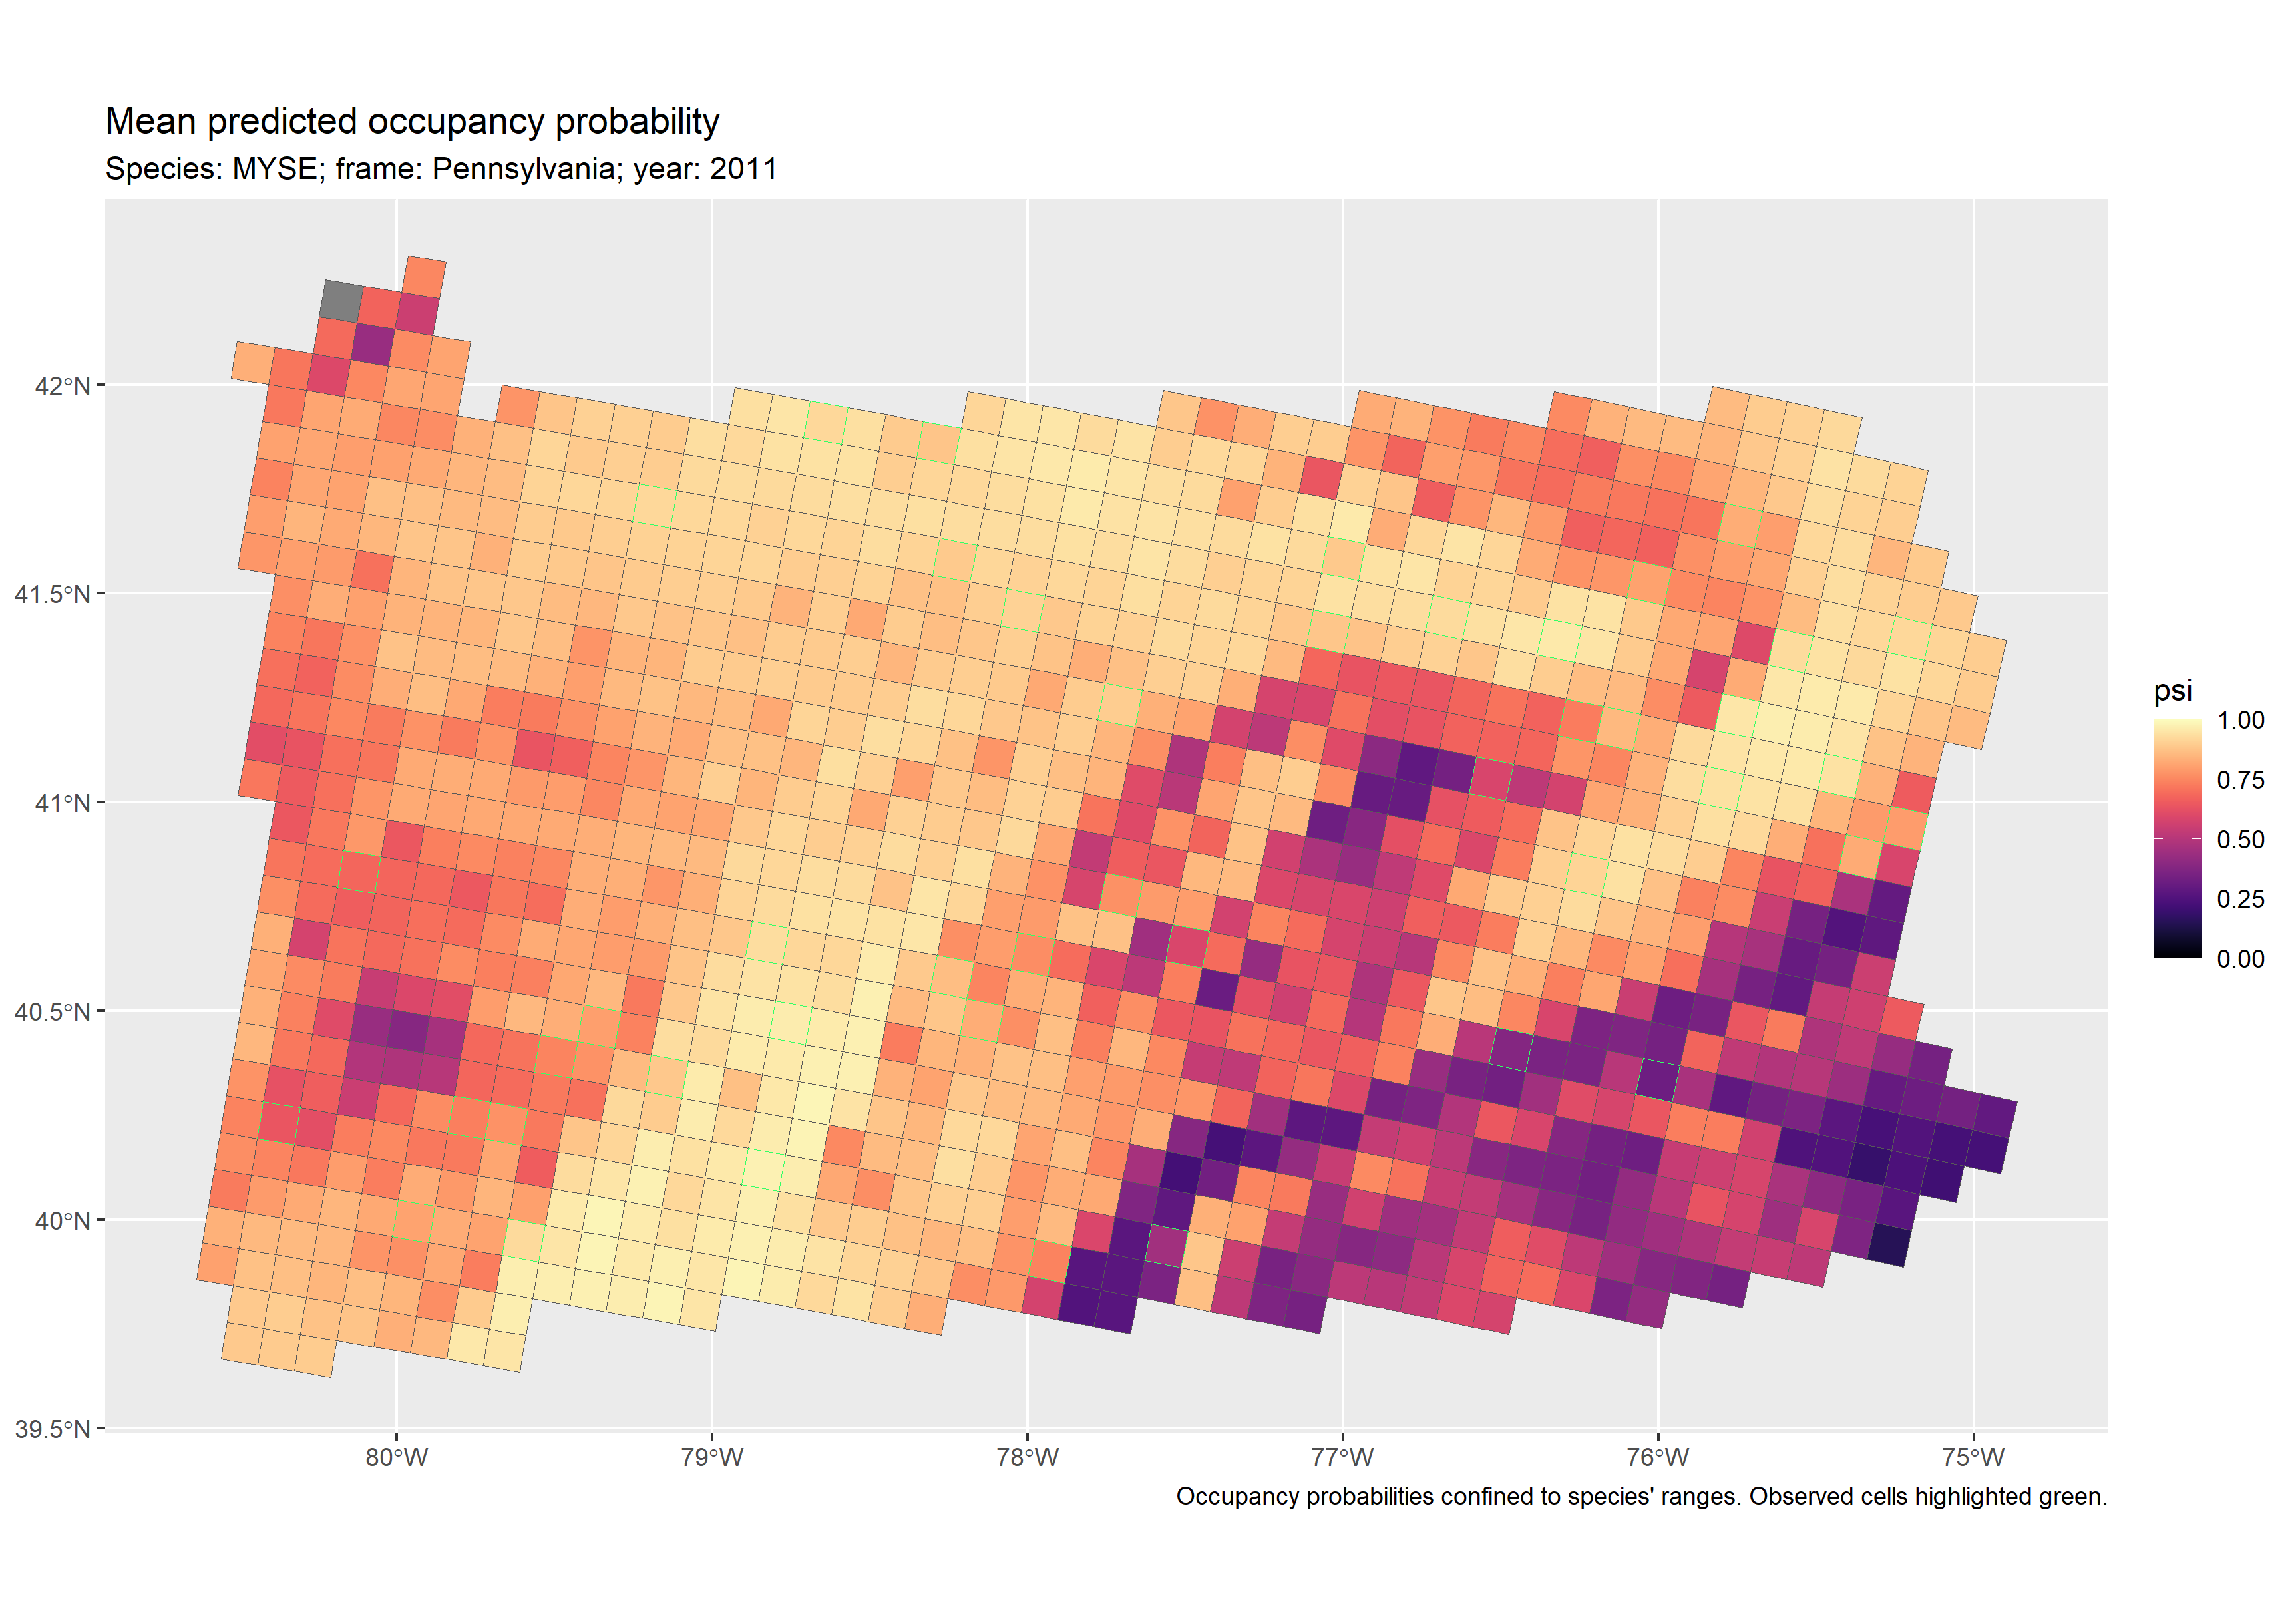 Mean predicted occupancy probability
Species: MYSE; frame: Pennsylvania; year: 2011
42°N
41.5°N
41°N
40.5°N
40°N
39.5°N
80°W
79°W
78°W
77°W
76°W
75°W
psi
1.00
0.75
0.50
0.25
0.00
Occupancy probabilities confined to species' ranges. Observed cells highlighted green.